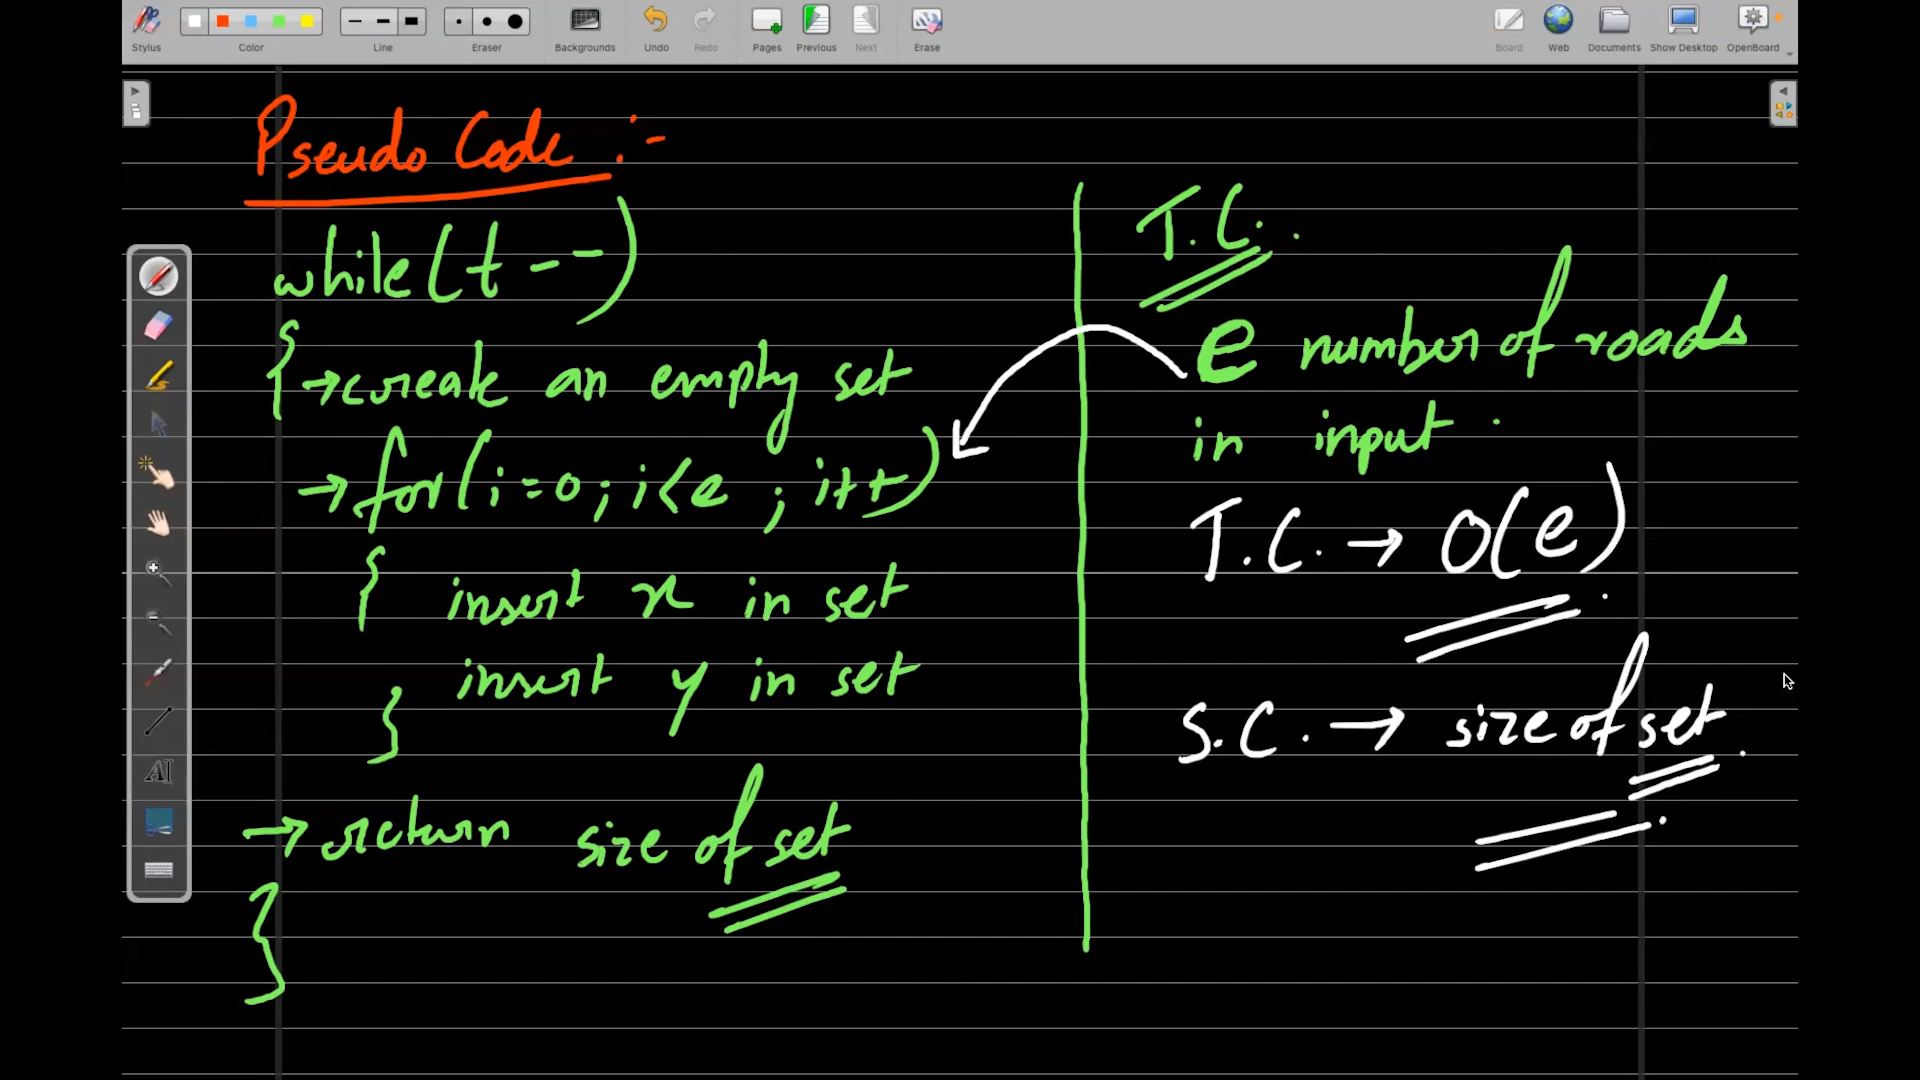 Stylus
Color
Line
Eraser
Backgrounds
Undo
Redo
Pages
Previous
Next
Erase
Board
Web
Documents
Show Desktop
OpenBoard
Pseudo Code :-
while(t--)
{ →create an empty set
→for(i=0; i<e ; i++)
{ insert x in set
insert y in set
}
→return size of set
}
T.C.
e number of roads
in input.
T.C. → O(e)
S.C. → size of set.
AI